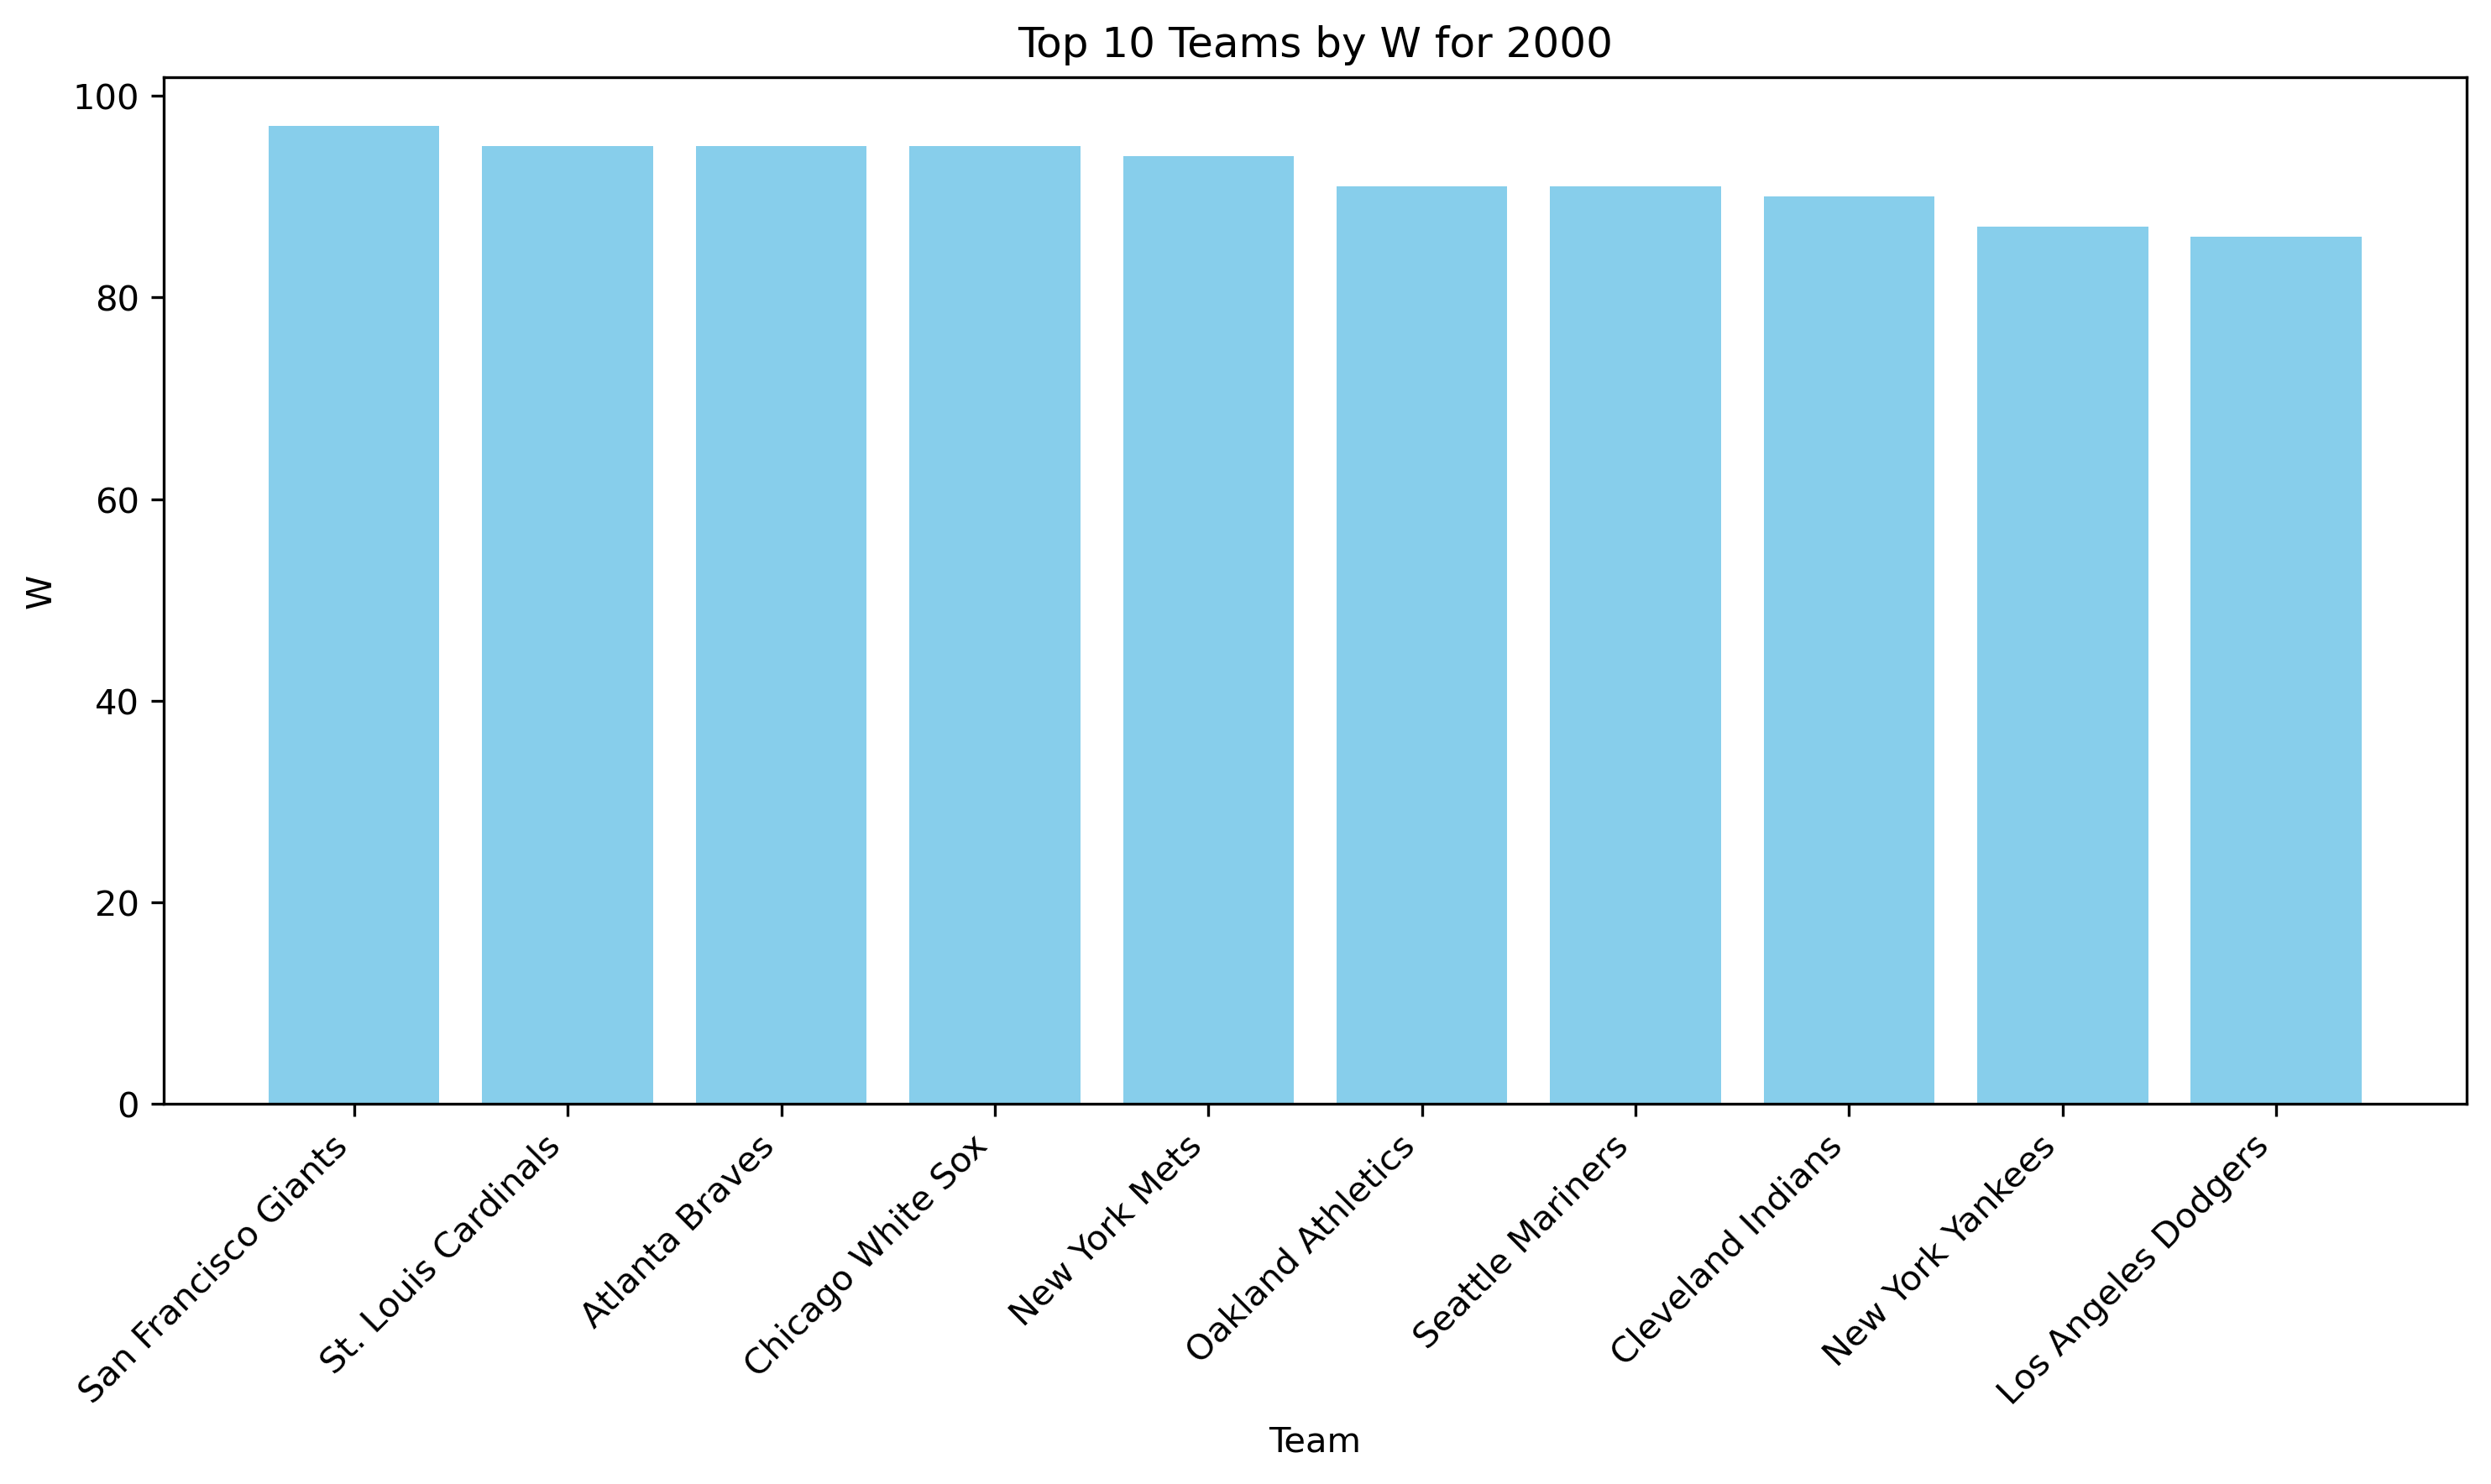 Top 10 Teams by W for 2000
100
80
60
40
20
0
W
San Francisco Giants
St. Louis Cardinals
Atlanta Braves
Chicago White Sox
New York Mets
Oakland Athletics
Seattle Mariners
Cleveland Indians
New York Yankees
Los Angeles Dodgers
Team